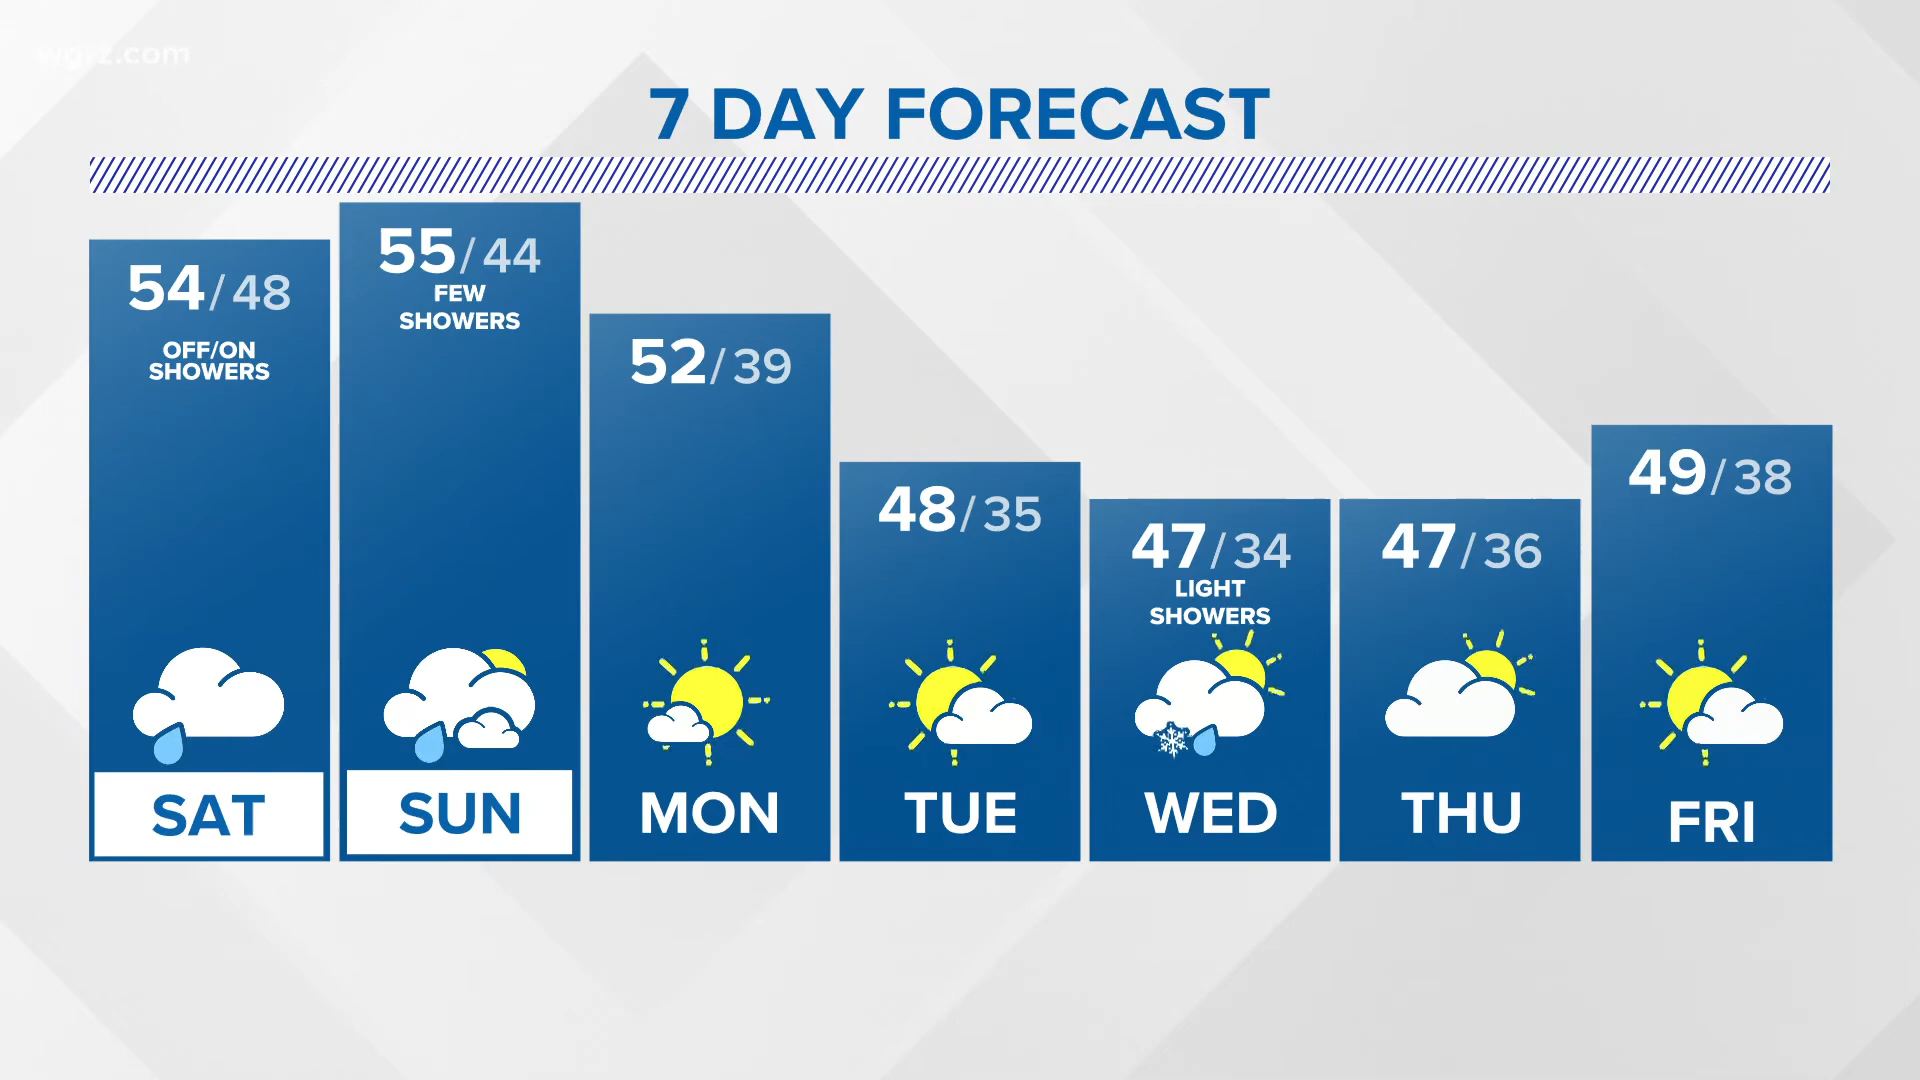 wgrz.com
7 DAY FORECAST
54/48
OFF/ON
SHOWERS
SAT
55/44
FEW
SHOWERS
SUN
52/39
MON
48/35
TUE
47/34
LIGHT
SHOWERS
WED
47/36
THU
49/38
FRI